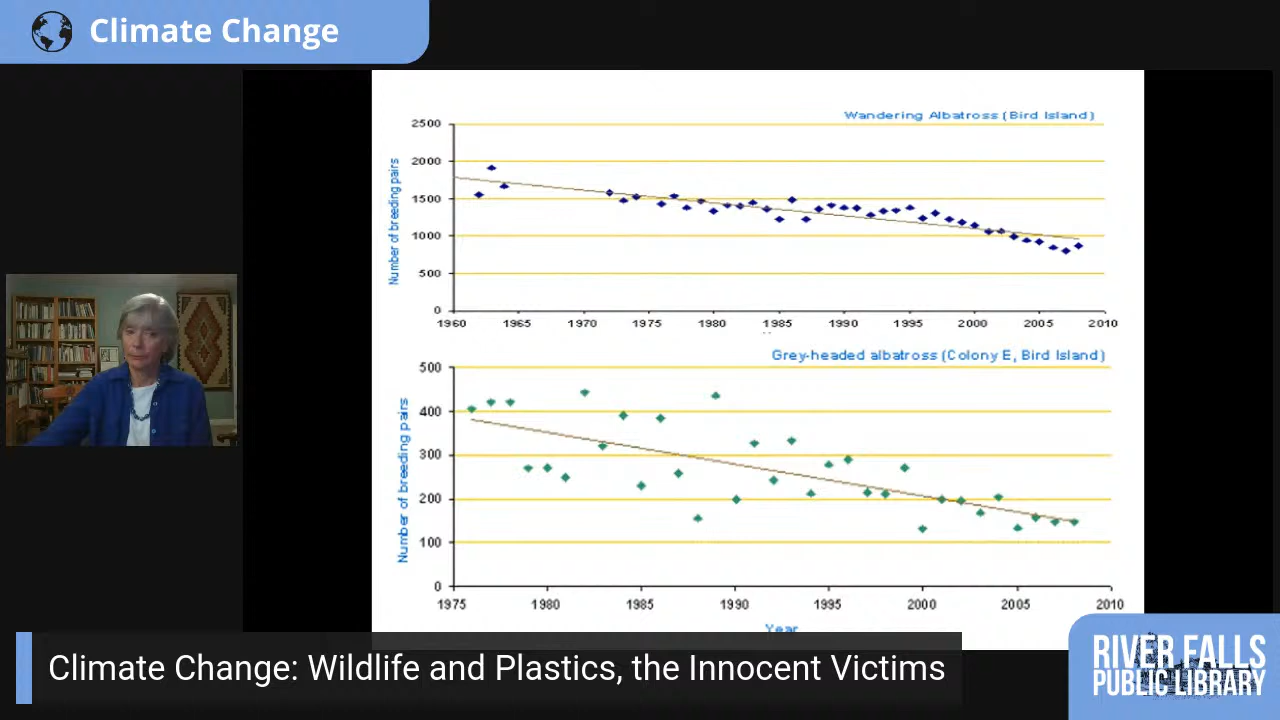 Climate Change
Wandering Albatross (Bird Island)
Number of breeding pairs
2500
2000
1500
1000
500
0
1960 1965 1970 1975 1980 1985 1990 1995 2000 2005 2010
Grey-headed albatross (Colony E, Bird Island)
Number of breeding pairs
500
400
300
200
100
0
1975 1980 1985 1990 1995 2000 2005 2010
Year
Climate Change: Wildlife and Plastics, the Innocent Victims
RIVER FALLS
PUBLIC LIBRARY